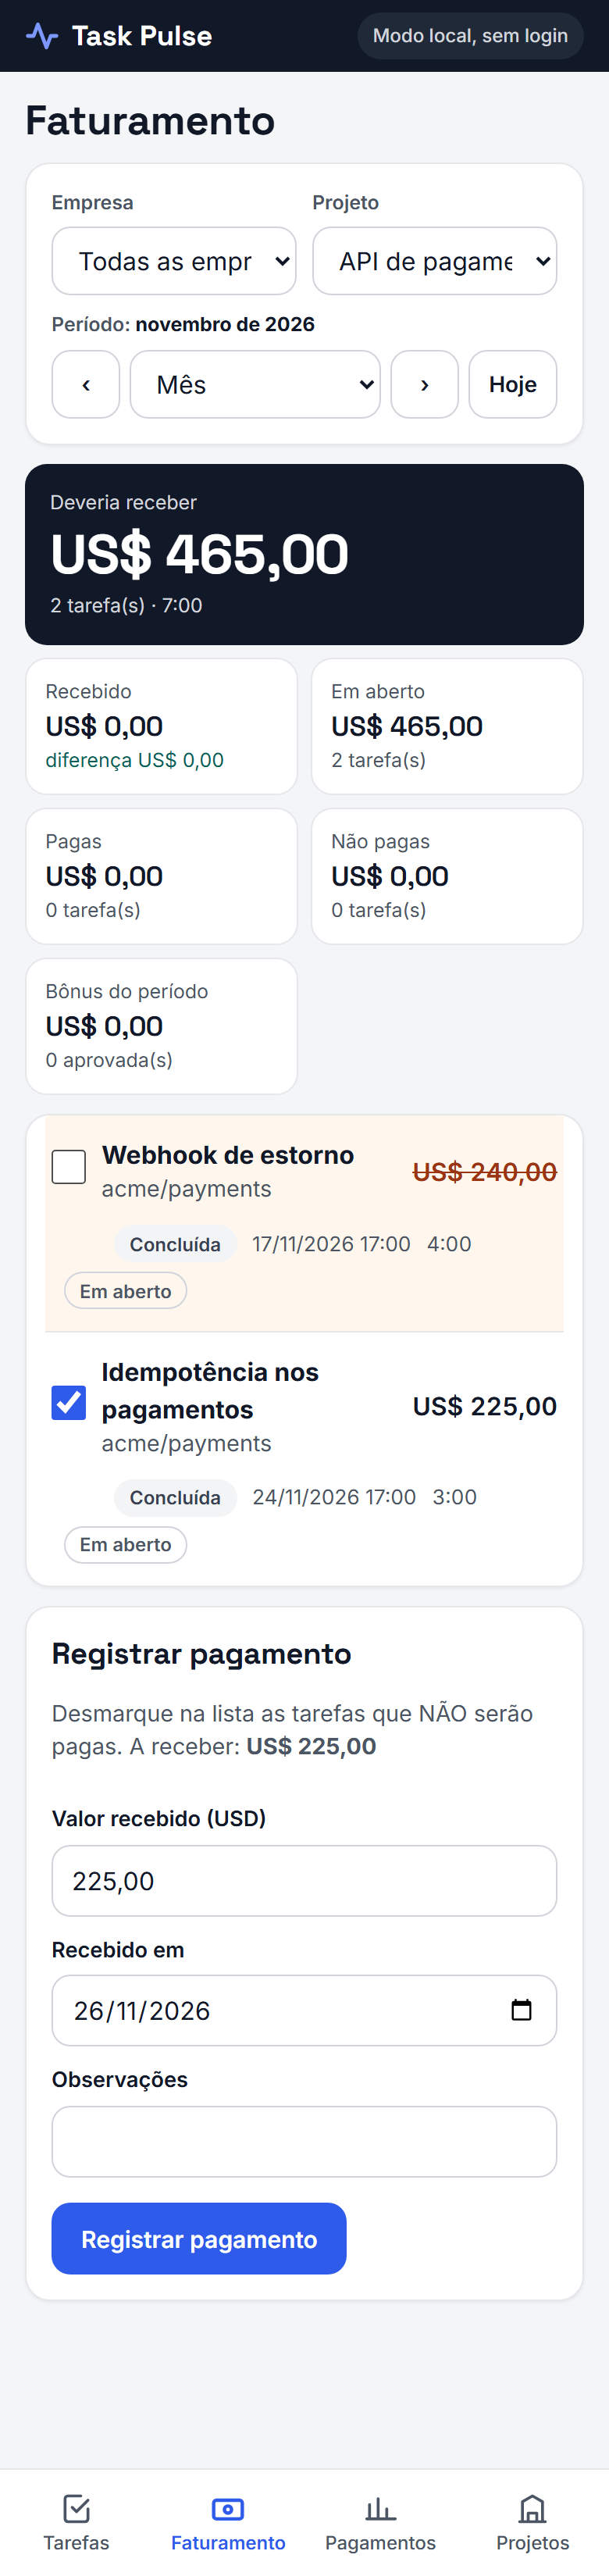 Task Pulse
Modo local, sem login
Faturamento
Empresa
Projeto
Todas as empr
API de pagame
Período: novembro de 2026
‹
Mês
›
Hoje
Deveria receber
US$ 465,00
2 tarefa(s) · 7:00
Recebido
US$ 0,00
diferença US$ 0,00
Em aberto
US$ 465,00
2 tarefa(s)
Pagas
US$ 0,00
0 tarefa(s)
Não pagas
US$ 0,00
0 tarefa(s)
Bônus do período
US$ 0,00
0 aprovada(s)
Webhook de estorno
acme/payments
US$ 240,00
Concluída 17/11/2026 17:00 4:00
Em aberto
Idempotência nos
pagamentos
acme/payments
US$ 225,00
Concluída 24/11/2026 17:00 3:00
Em aberto
Registrar pagamento
Desmarque na lista as tarefas que NÃO serão
pagas. A receber: US$ 225,00
Valor recebido (USD)
225,00
Recebido em
26/11/2026
Observações
Registrar pagamento
Tarefas
Faturamento
Pagamentos
Projetos